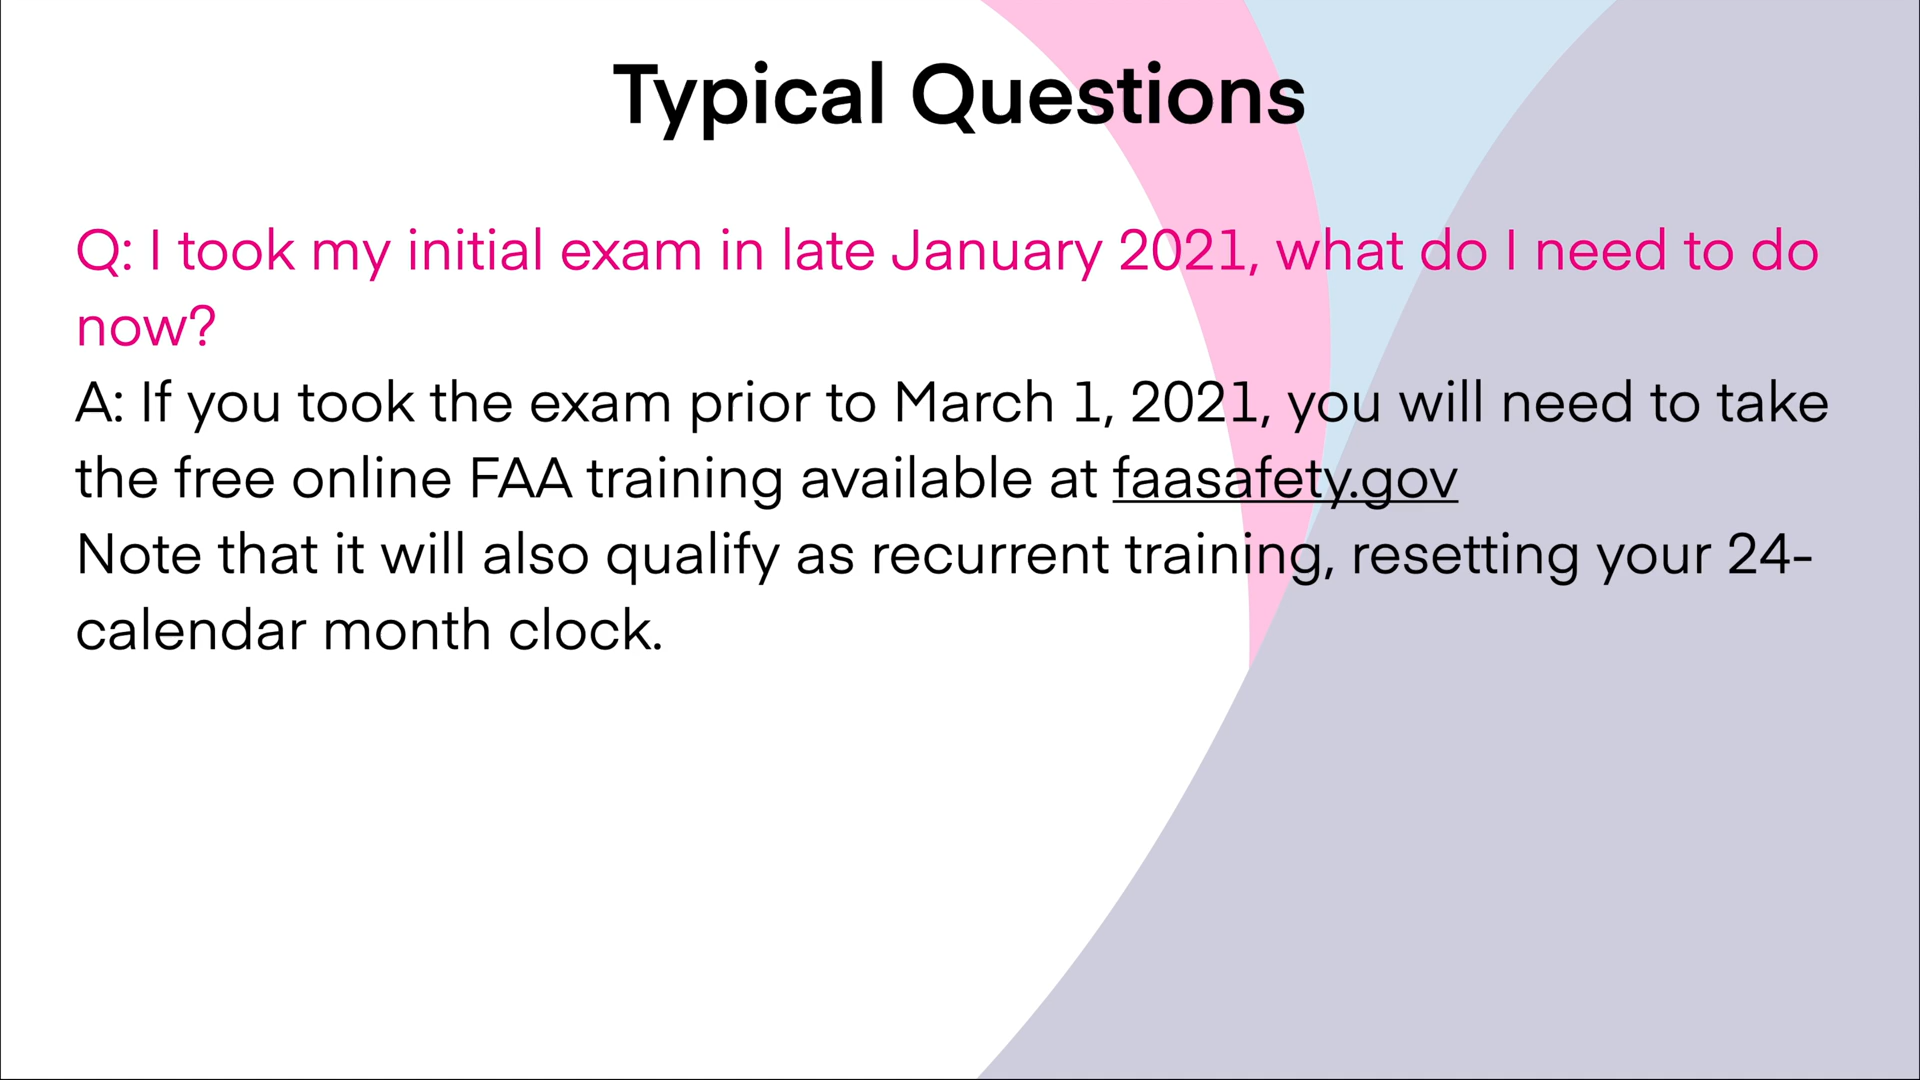 Typical Questions
Q: I took my initial exam in late January 2021, what do I need to do
now?
A: If you took the exam prior to March 1, 2021, you will need to take
the free online FAA training available at faasafety.gov
Note that it will also qualify as recurrent training, resetting your 24-
calendar month clock.